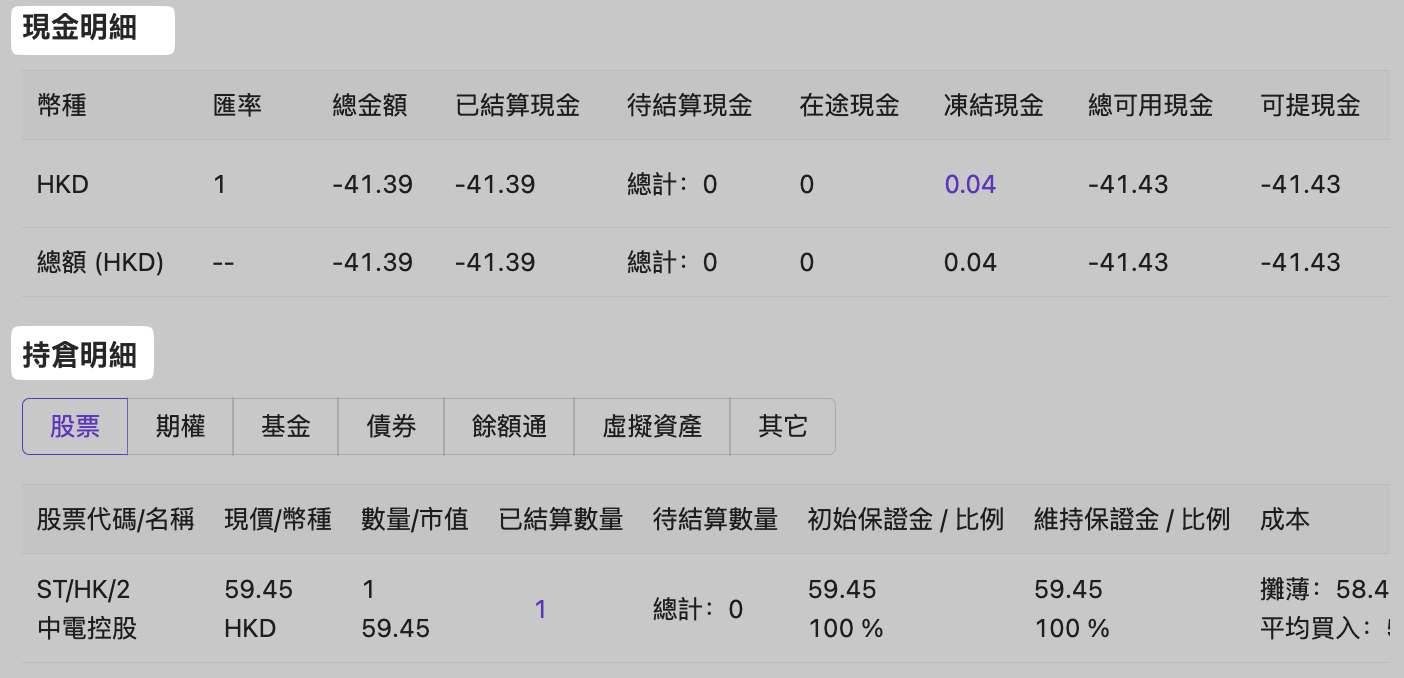 現金明細
幣種 匯率 總金額 已結算現金 待結算現金 在途現金 凍結現金 總可用現金 可提現金
HKD 1 -41.39 -41.39 總計：0 0 0.04 -41.43 -41.43
總額 (HKD) -- -41.39 -41.39 總計：0 0 0.04 -41.43 -41.43
持倉明細
股票 期權 基金 債券 餘額通 虛擬資產 其它
股票代碼/名稱 現價/幣種 數量/市值 已結算數量 待結算數量 初始保證金 / 比例 維持保證金 / 比例 成本
ST/HK/2 59.45 1 59.45 59.45 攤薄：58.4
1 總計：0
中電控股 HKD 59.45 100 % 100 % 平均買入：